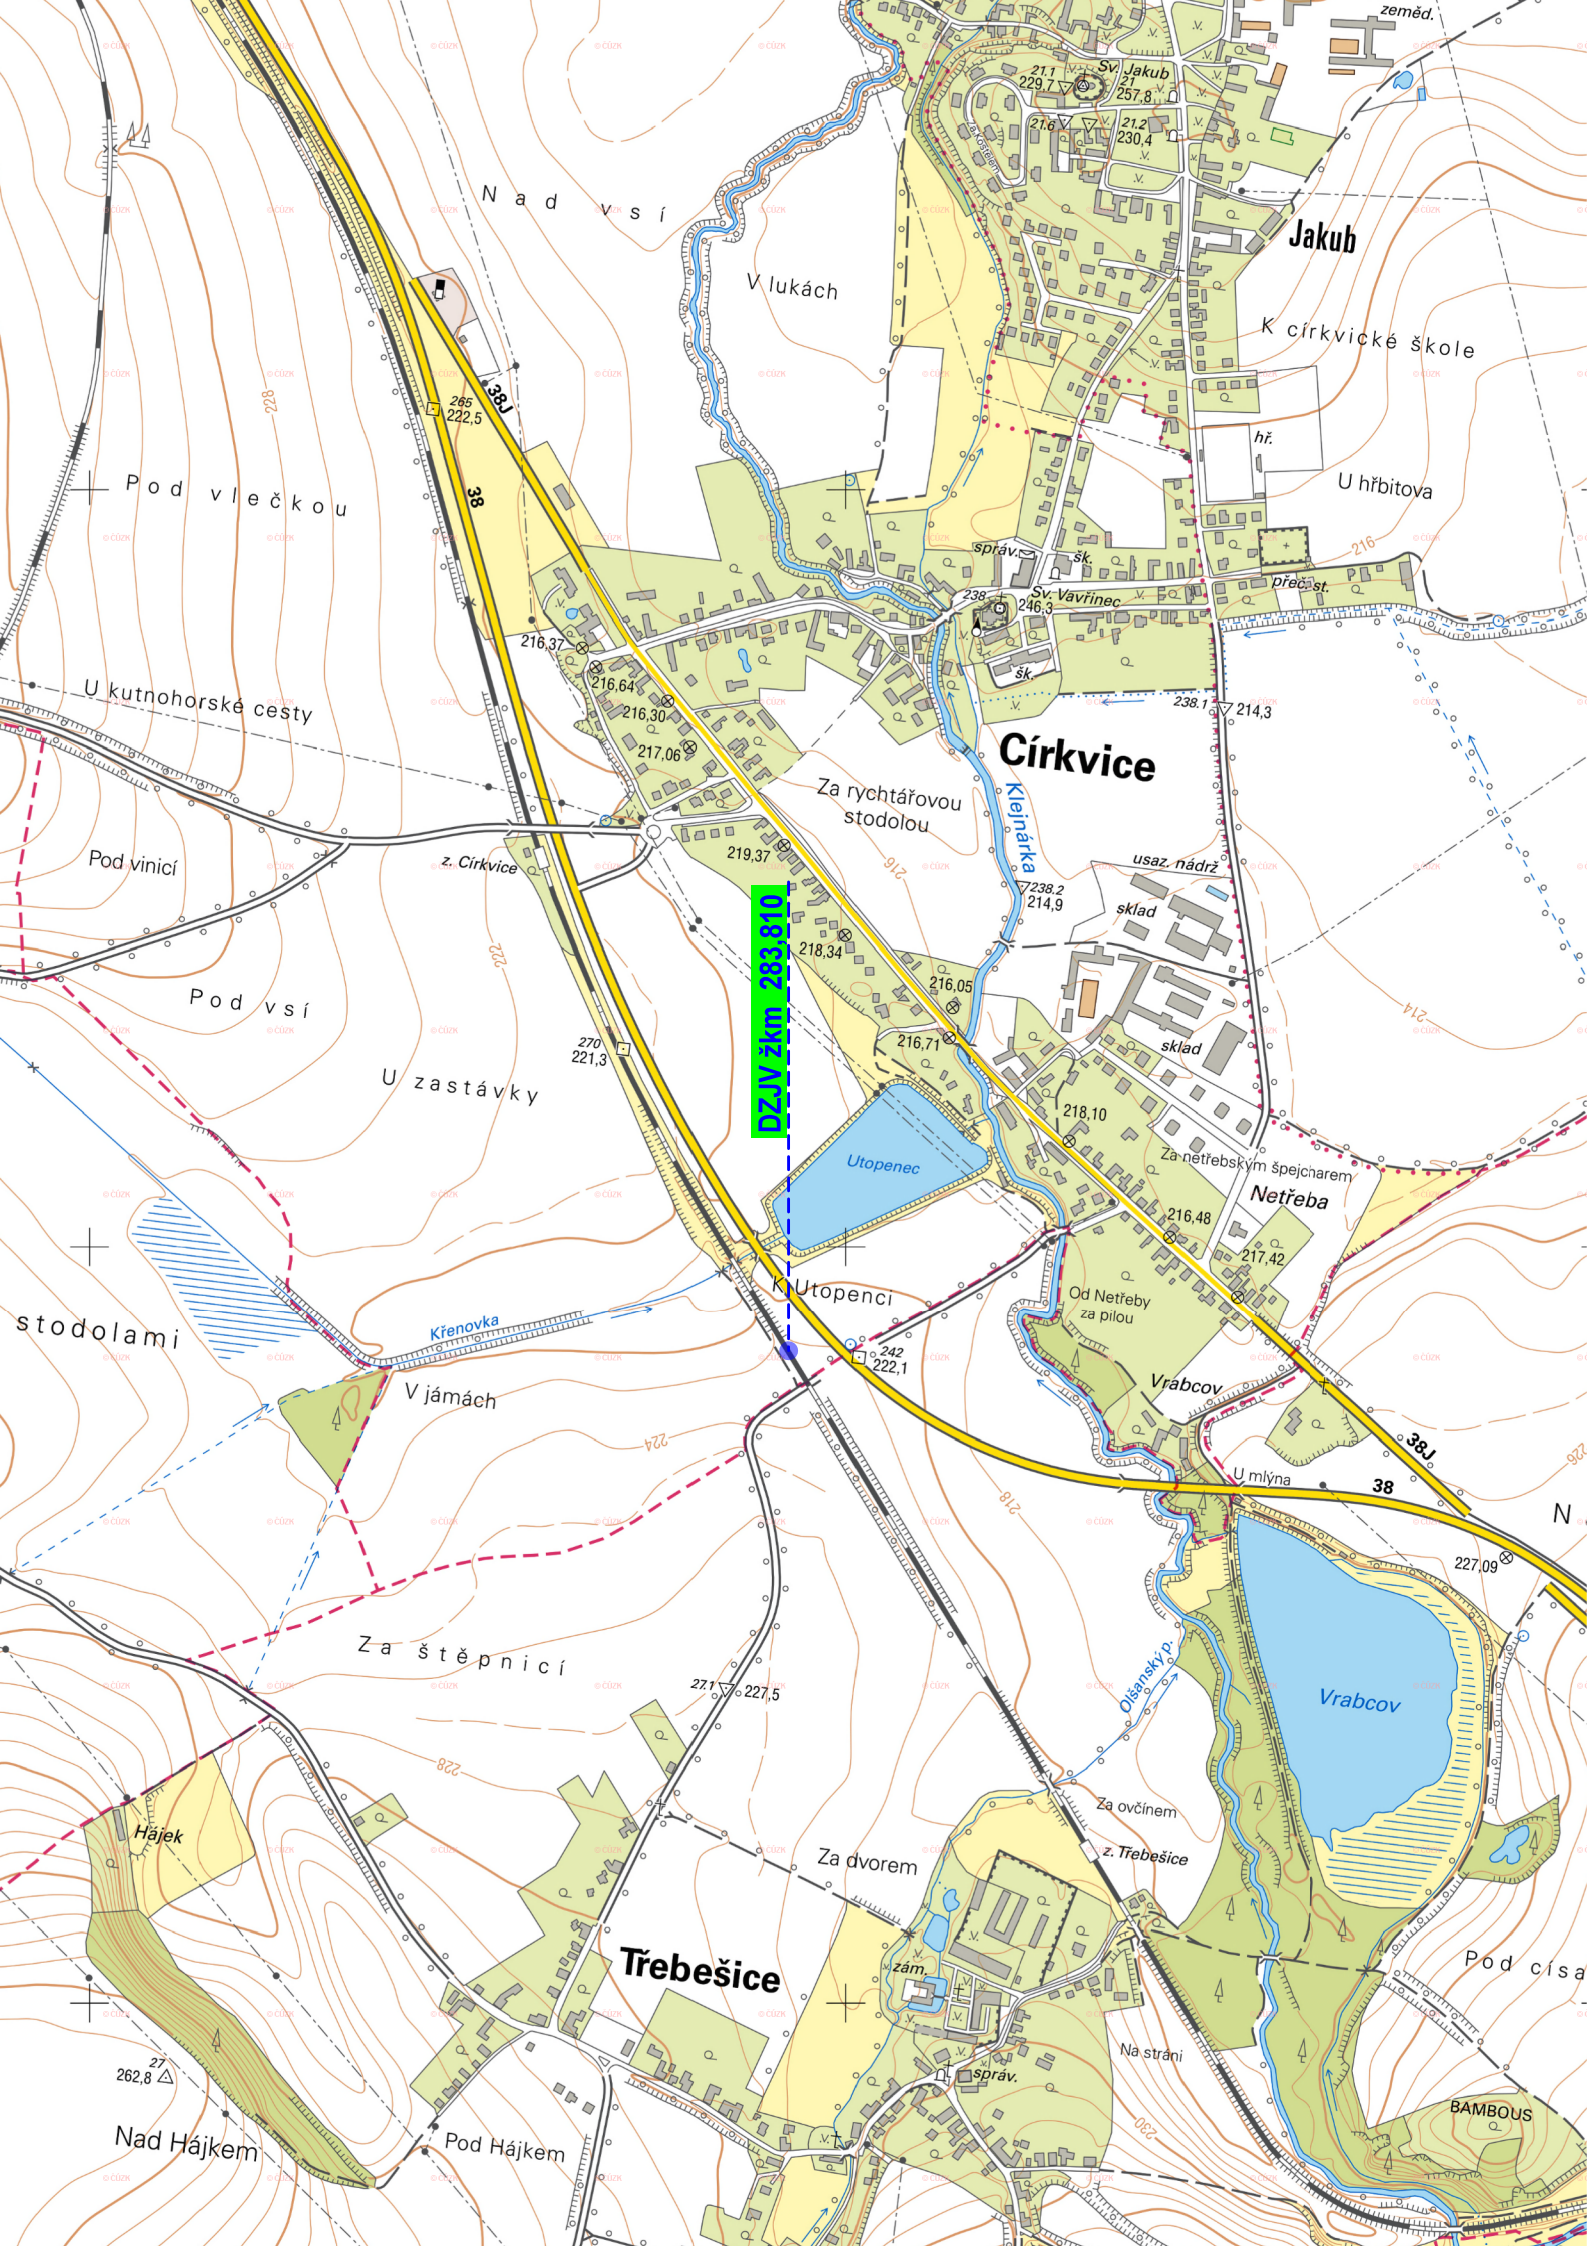 zeměd.
Sv. Jakub
21.1
229,7
21
257,8
21.6
21.2
230,4
Za Kostelem
N a d v s í
Jakub
V lukách
K církvické škole
228
265
222,5
38J
hř.
U hřbitova
P o d v l e č k o u
38
216
správ.
šk.
přeč. st.
238
Sv. Vavřinec
246,3
216,37
šk.
216,64
216,30
217,06
U kutnohorské cesty
238.1
214,3
Církvice
Za rychtářovou
stodolou
Klejnárka
216
Pod vinicí
z. Církvice
219,37
usaz. nádrž
238.2
214,9
sklad
DZJV žkm 283,810
222
218,34
216,05
P o d v s í
214
270
221,3
216,71
sklad
U zastávky
218,10
Utopenec
Za netřebským špejcharem
Netřeba
216,48
217,42
K Utopenci
Od Netřeby
za pilou
stodolami
Křenovka
242
222,1
V jámách
Vrabcov
224
38J
U mlýna
38
226
218
N
227,09
Za štěpnicí
Olšanský p.
27.1
227,5
Vrabcov
228
Za ovčínem
Hájek
z. Třebešice
Za dvorem
Třebešice
zám.
Pod císa
Na stráni
27
262,8
správ.
230
BAMBOUS
Nad Hájkem
Pod Hájkem
© ČÚZK